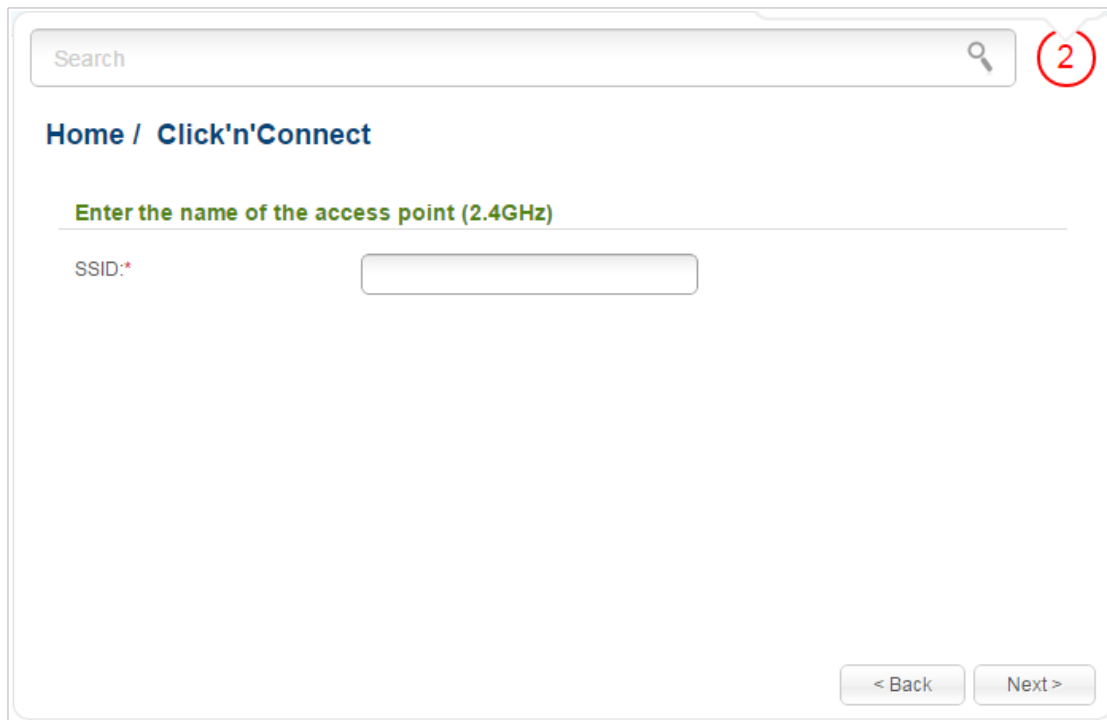 Search
2
Home / Click'n'Connect
Enter the name of the access point (2.4GHz)
SSID:*
< Back
Next >